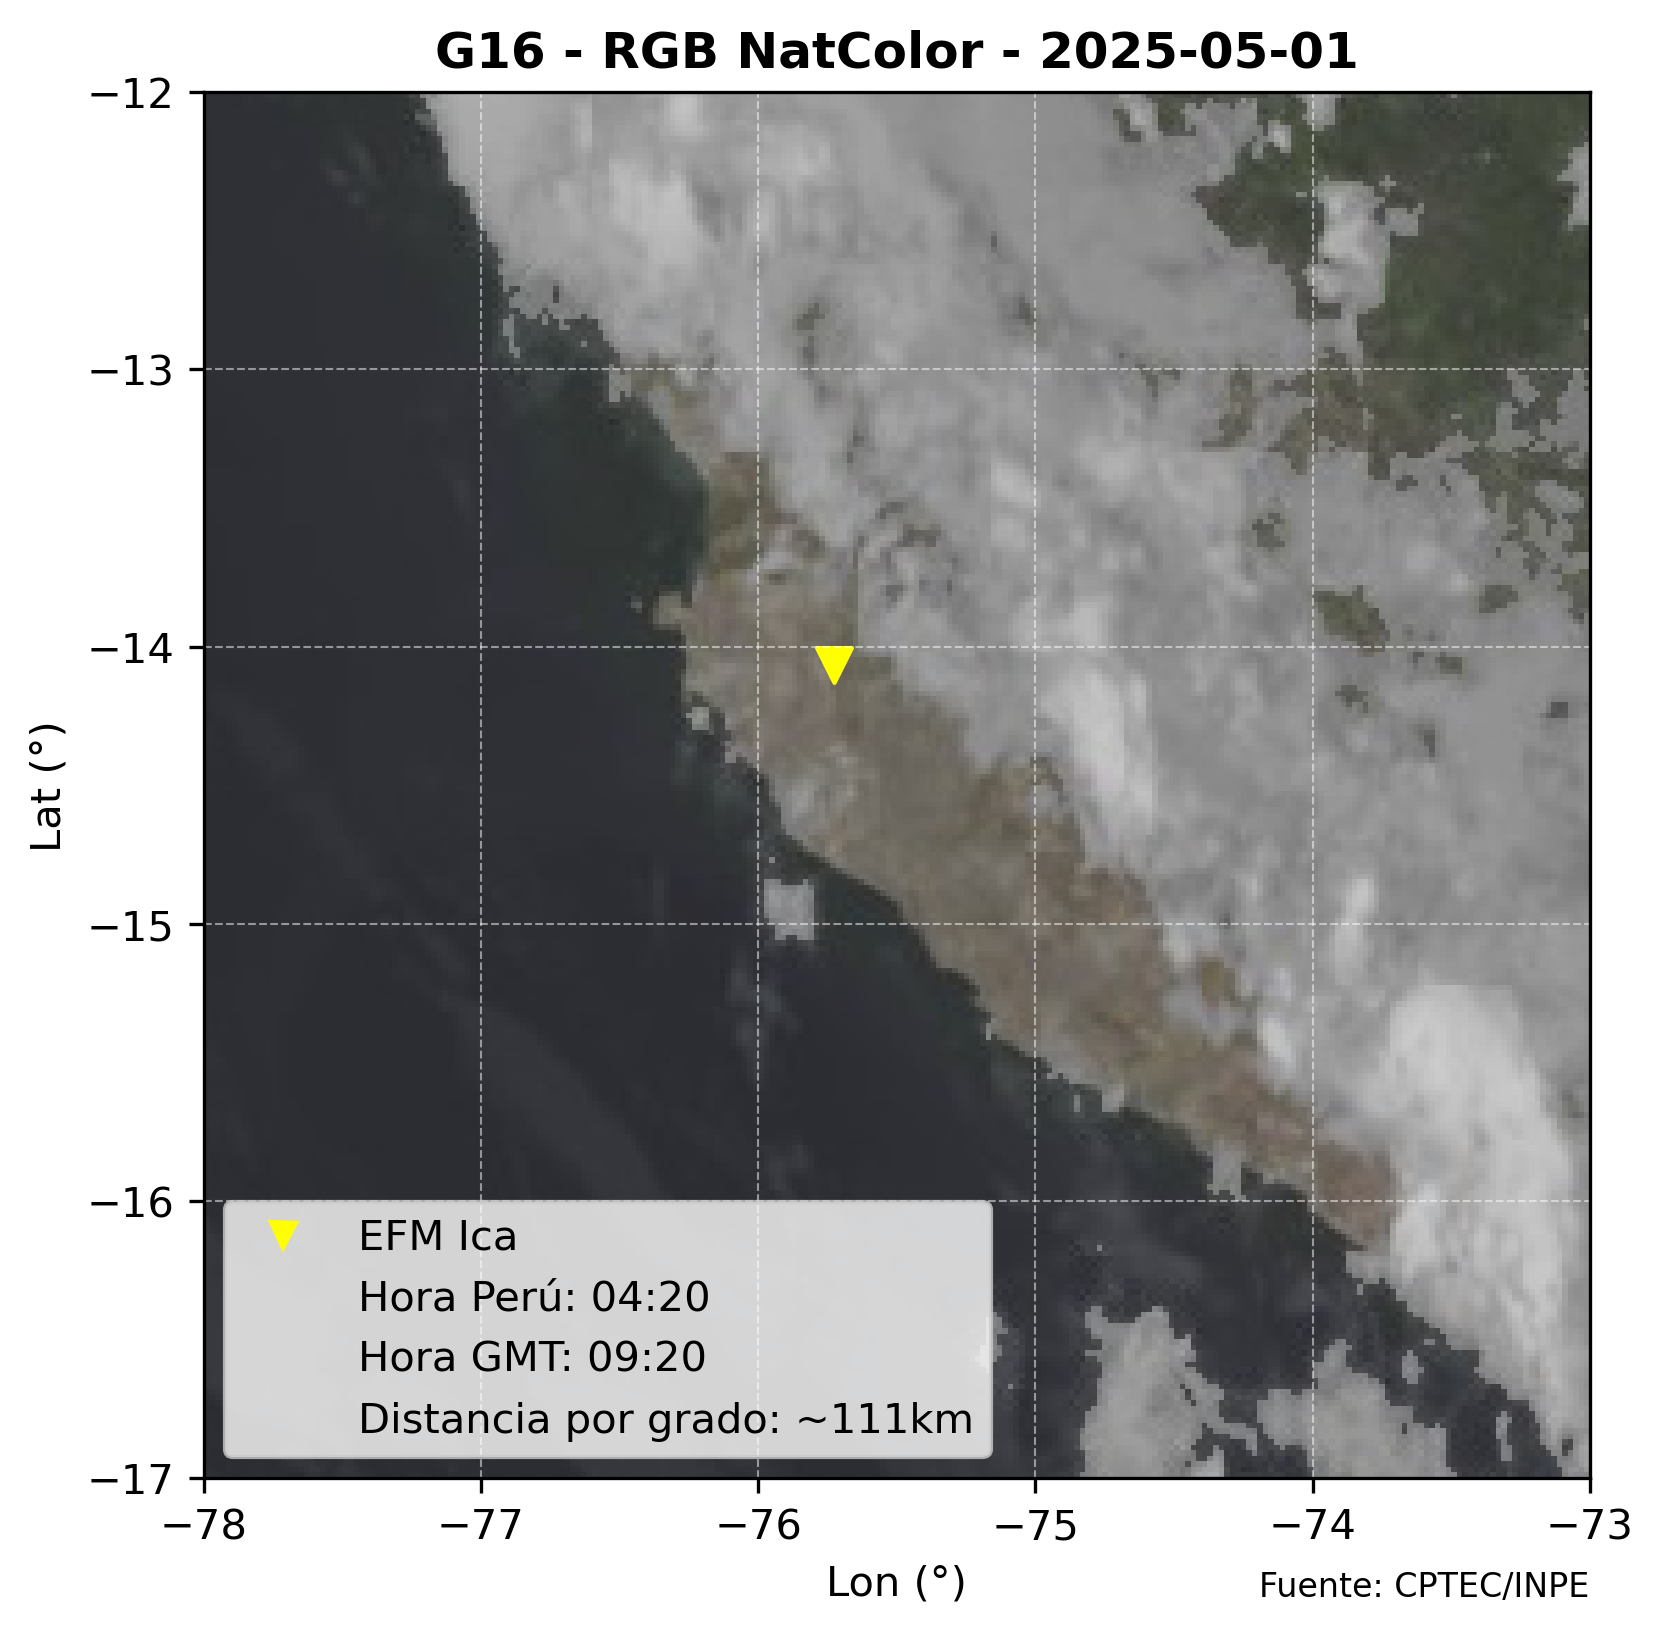 G16 - RGB NatColor - 2025-05-01
−12
−13
−14
−15
−16
−17
Lat (°)
EFM Ica
Hora Perú: 04:20
Hora GMT: 09:20
Distancia por grado: ~111km
−78
−77
−76
−75
−74
−73
Lon (°)
Fuente: CPTEC/INPE